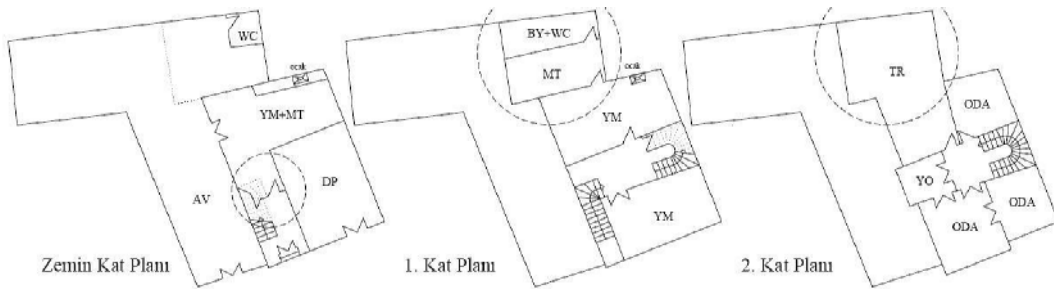 WC
ocak
YM+MT
DP
AV
Zemin Kat Planı
BY+WC
MT
ocak
YM
YM
1. Kat Planı
TR
ODA
YO
ODA
ODA
2. Kat Planı